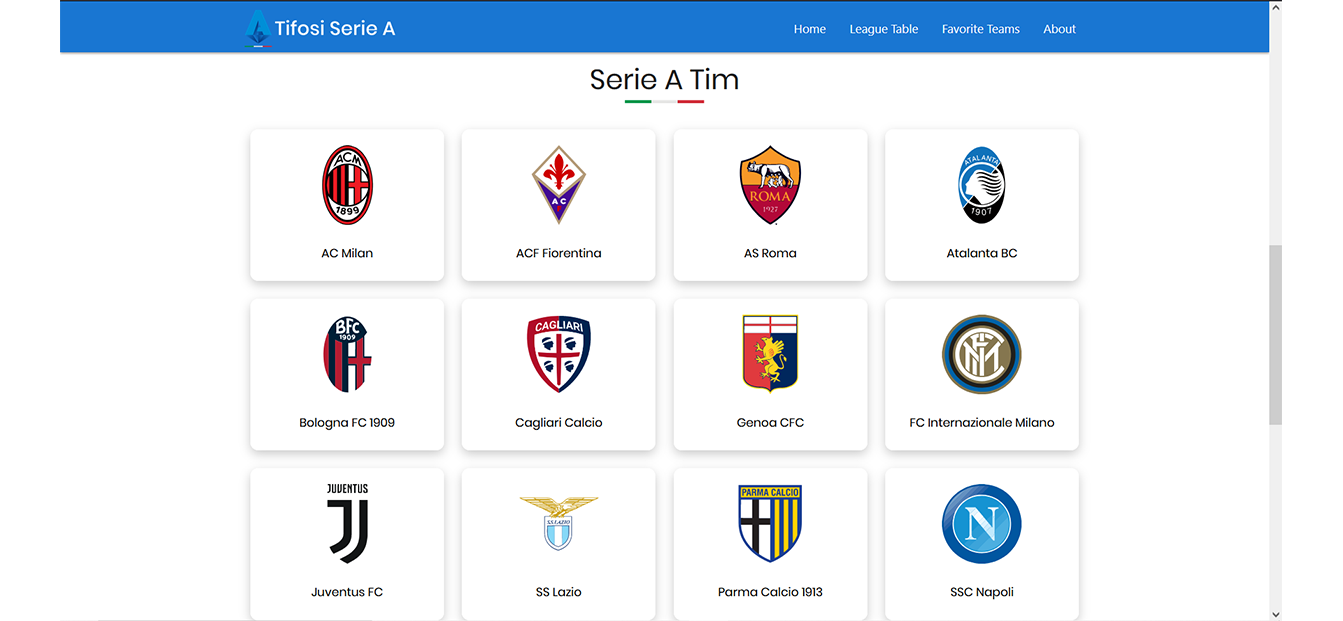 Tifosi Serie A
Home
League Table
Favorite Teams
About
Serie A Tim
ACM
1899
AC Milan
AC
ACF Fiorentina
ROMA
1927
AS Roma
ATALANTA
1907
Atalanta BC
BFC
1909
Bologna FC 1909
CAGLIARI
Cagliari Calcio
Genoa CFC
FC Internazionale Milano
JUVENTUS
Juventus FC
S.S.LAZIO
SS Lazio
PARMA CALCIO
Parma Calcio 1913
N
SSC Napoli